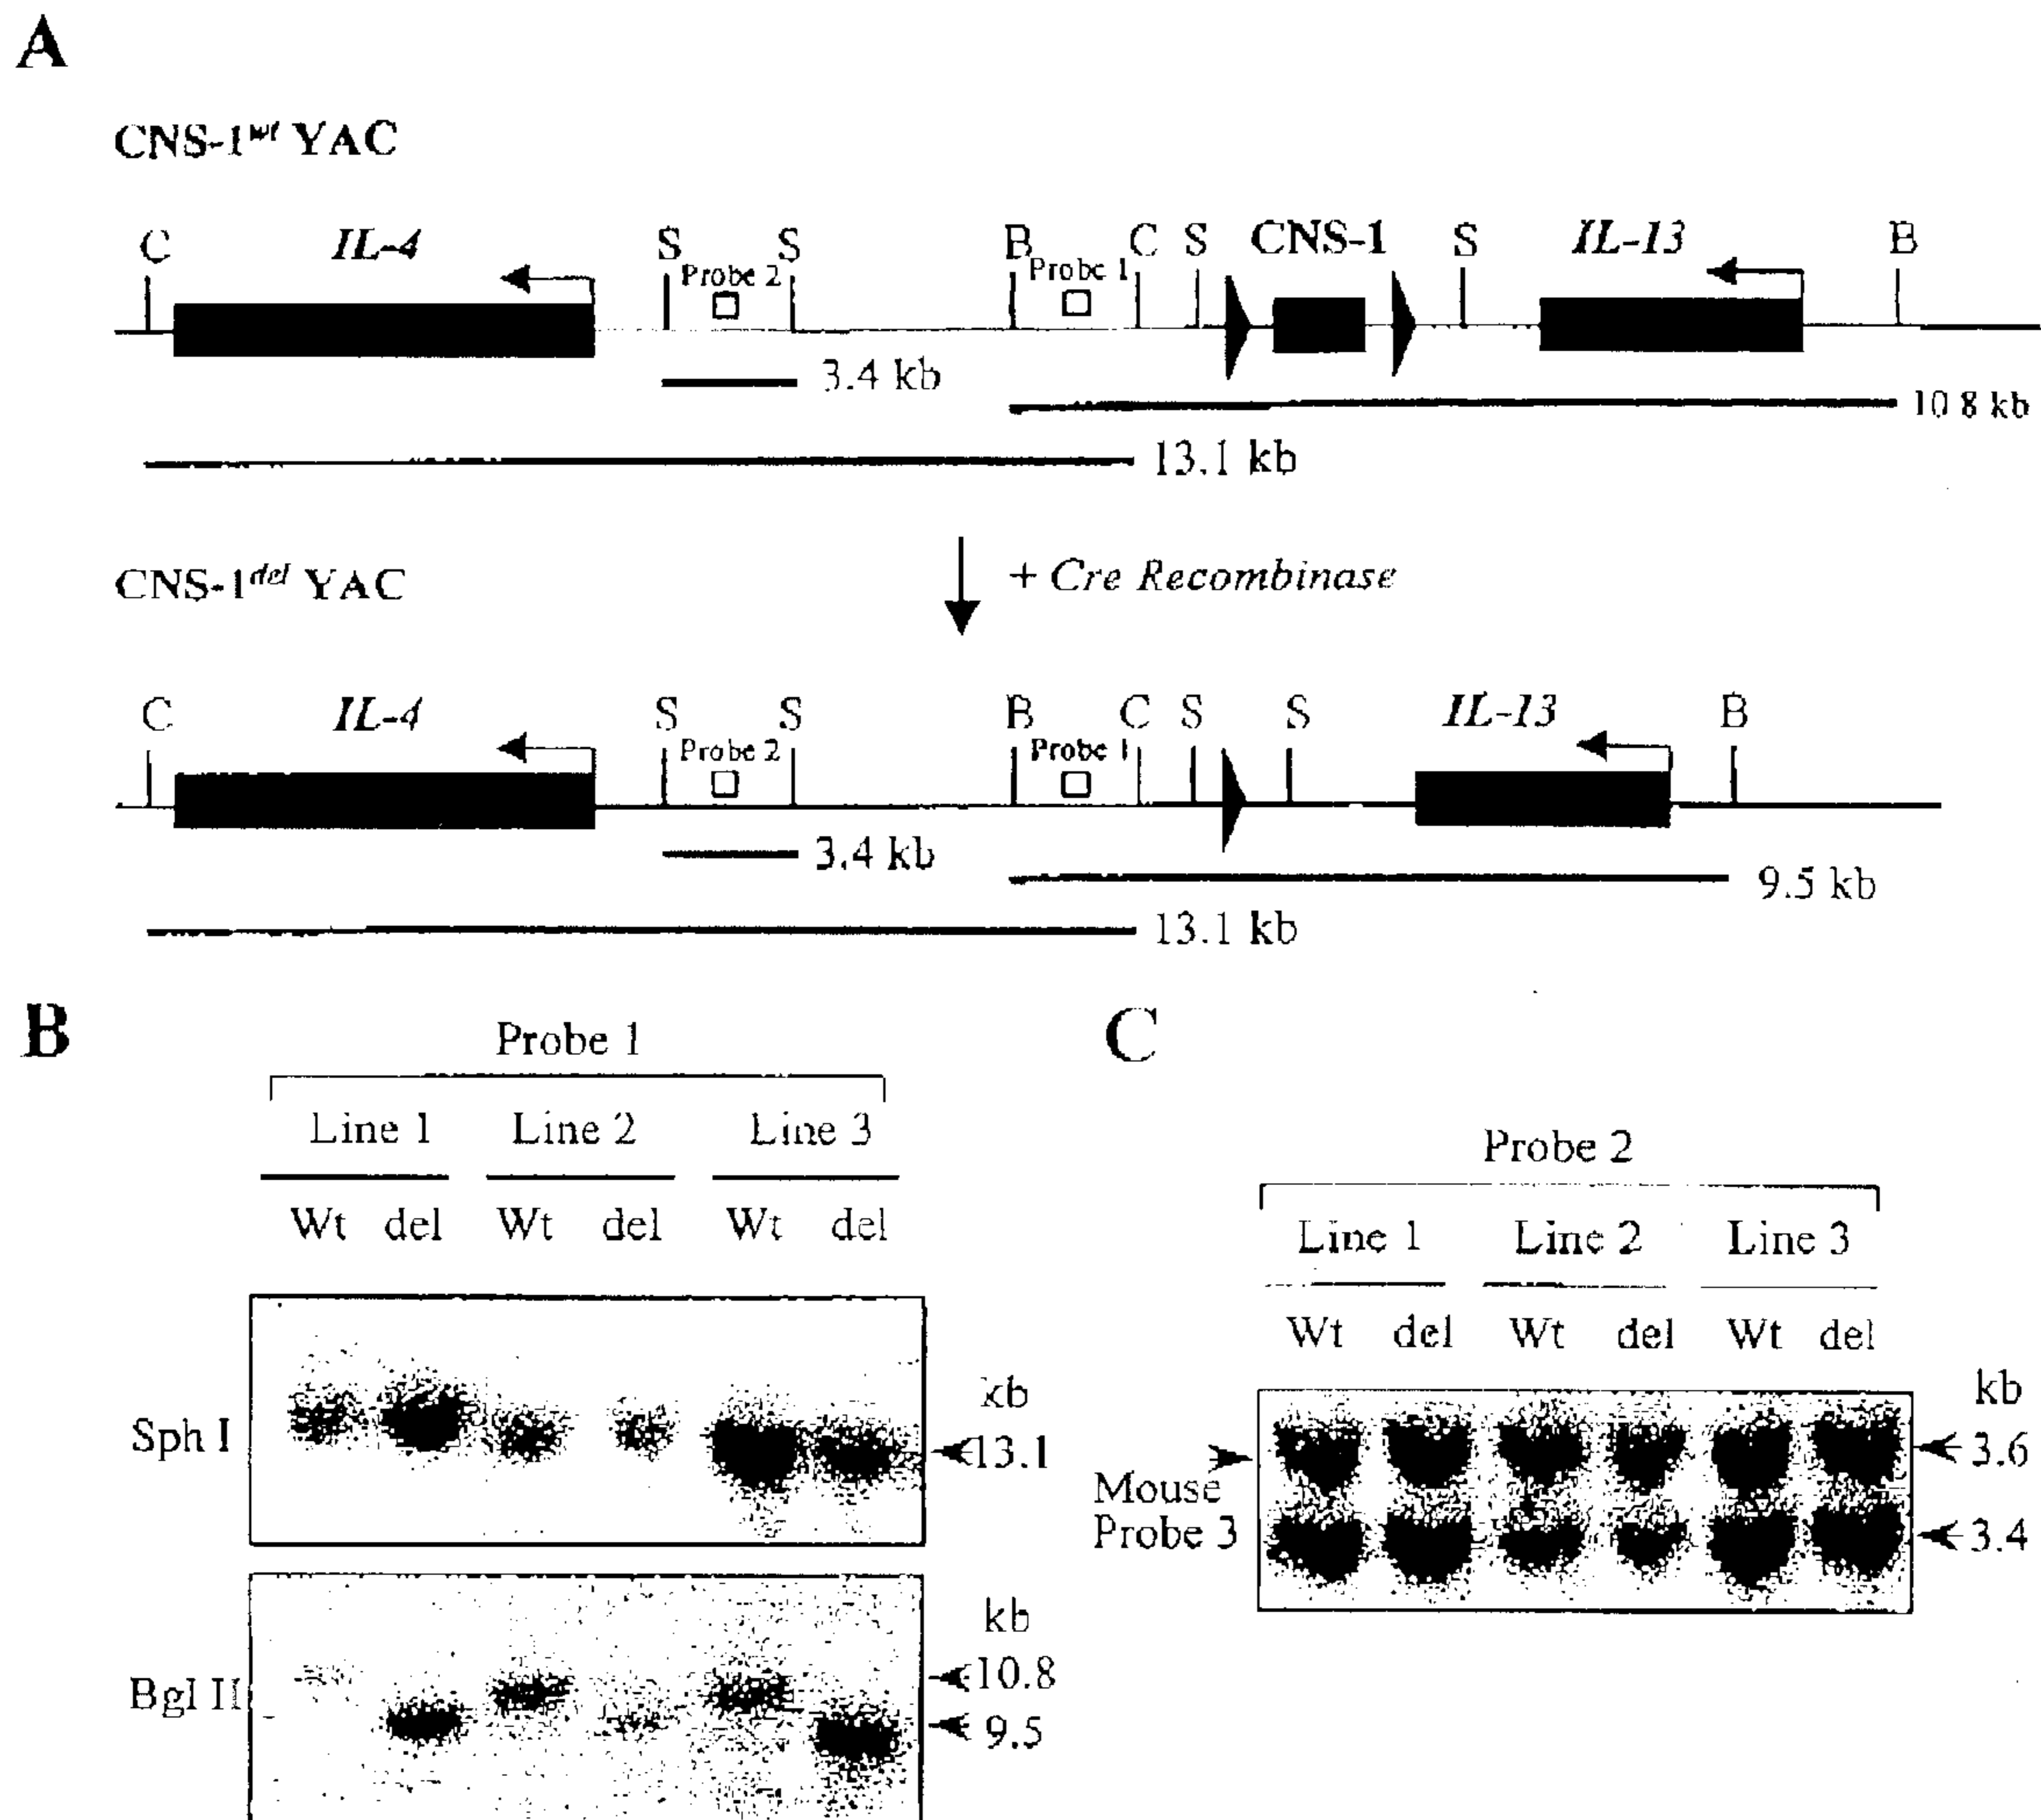 A
CNS-1wt YAC
C IL-4 S S B C S CNS-1 S IL-13 B
Probe 2 Probe 1
3.4 kb
10 8 kb
13.1 kb
+ Cre Recombinase
CNS-1del YAC
C IL-4 S S B C S S IL-13 B
Probe 2 Probe 1
3.4 kb
9.5 kb
13.1 kb
B
Probe 1
Line 1 Line 2 Line 3
Wt del Wt del Wt del
kb
Sph I
13.1
kb
10.8
Bgl II
9.5
C
Probe 2
Line 1 Line 2 Line 3
Wt del Wt del Wt del
kb
3.6
Mouse
Probe 3
3.4